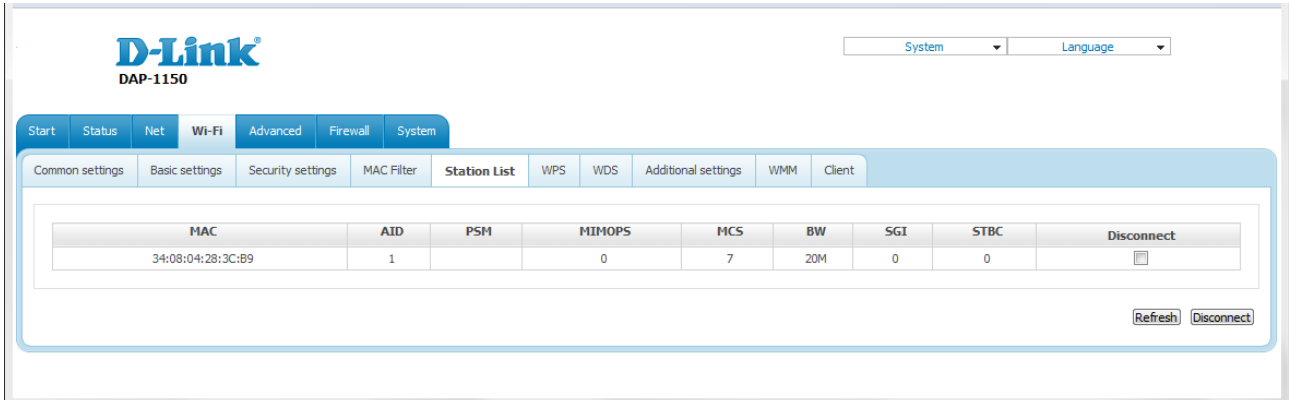 D-Link®
DAP-1150
System Language
Start Status Net Wi-Fi Advanced Firewall System
Common settings Basic settings Security settings MAC Filter Station List WPS WDS Additional settings WMM Client
MAC AID PSM MIMOPS MCS BW SGI STBC Disconnect
34:08:04:28:3C:B9 1 0 7 20M 0 0
Refresh Disconnect